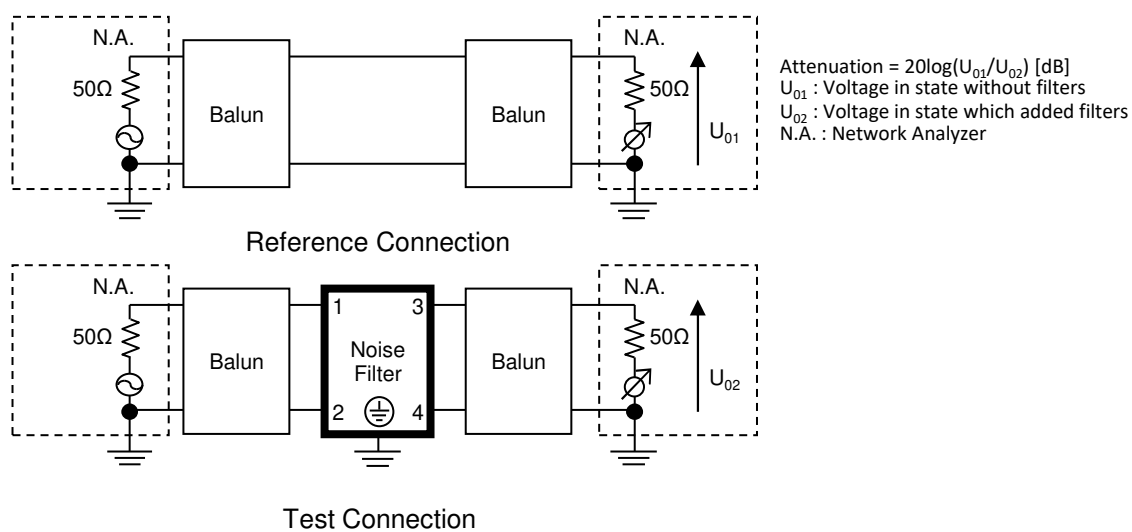 N.A.
50Ω
Balun
Balun
N.A.
50Ω
U01
Attenuation = 20log(U01/U02) [dB]
U01 : Voltage in state without filters
U02 : Voltage in state which added filters
N.A. : Network Analyzer
Reference Connection
N.A.
50Ω
Balun
1
3
Noise
Filter
2
4
Balun
N.A.
50Ω
U02
Test Connection